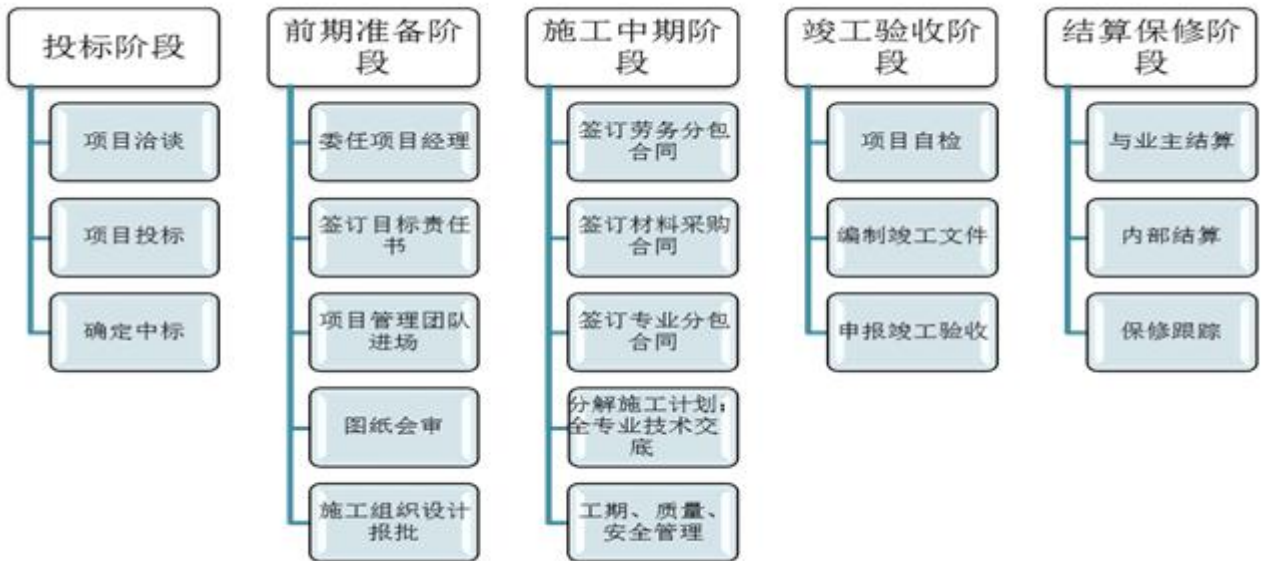 投标阶段
项目洽谈
项目投标
确定中标
前期准备阶
段
委任项目经理
签订目标责任
书
项目管理团队
进场
图纸会审
施工组织设计
报批
施工中期阶
段
签订劳务分包
合同
签订材料采购
合同
签订专业分包
合同
分解施工计划；
全专业技术交
底
工期、质量、
安全管理
竣工验收阶
段
项目自检
编制竣工文件
申报竣工验收
结算保修阶
段
与业主结算
内部结算
保修跟踪